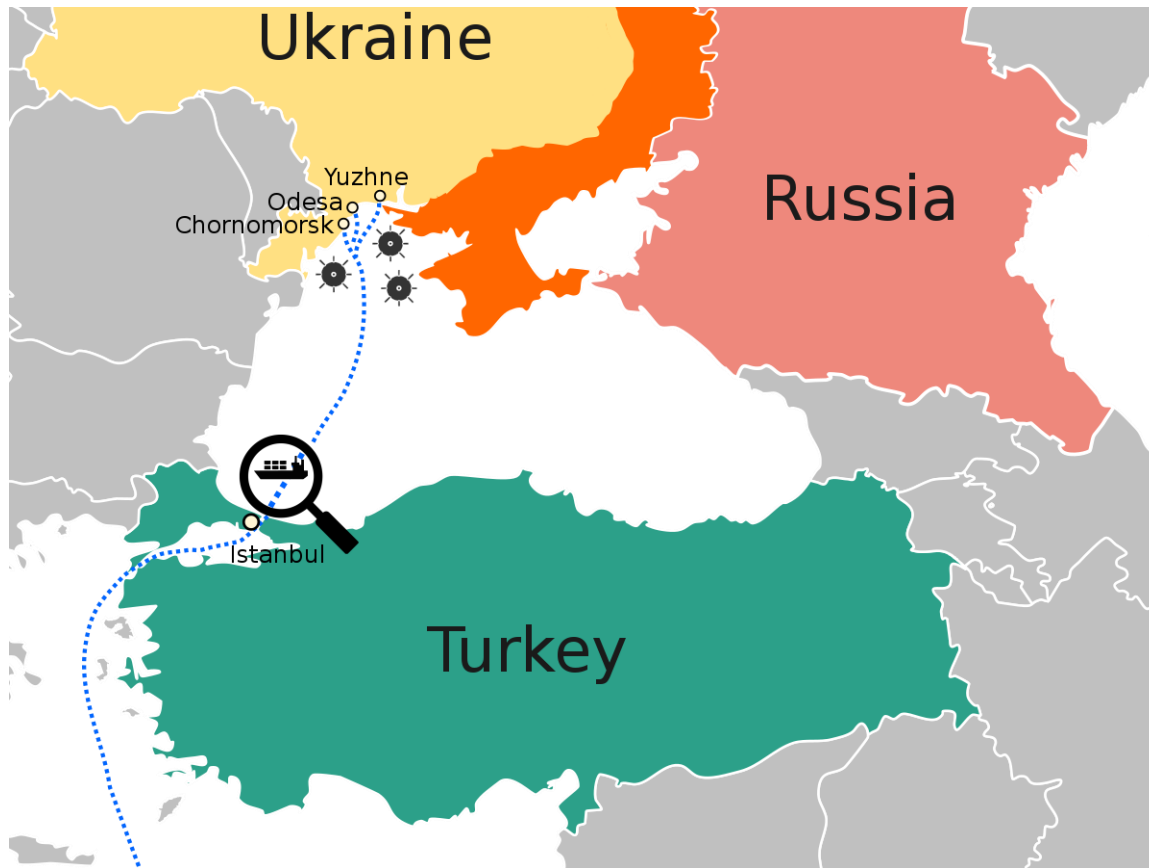 Ukraine
Yuzhne
Odesa
Chornomorsk
Russia
Istanbul
Turkey